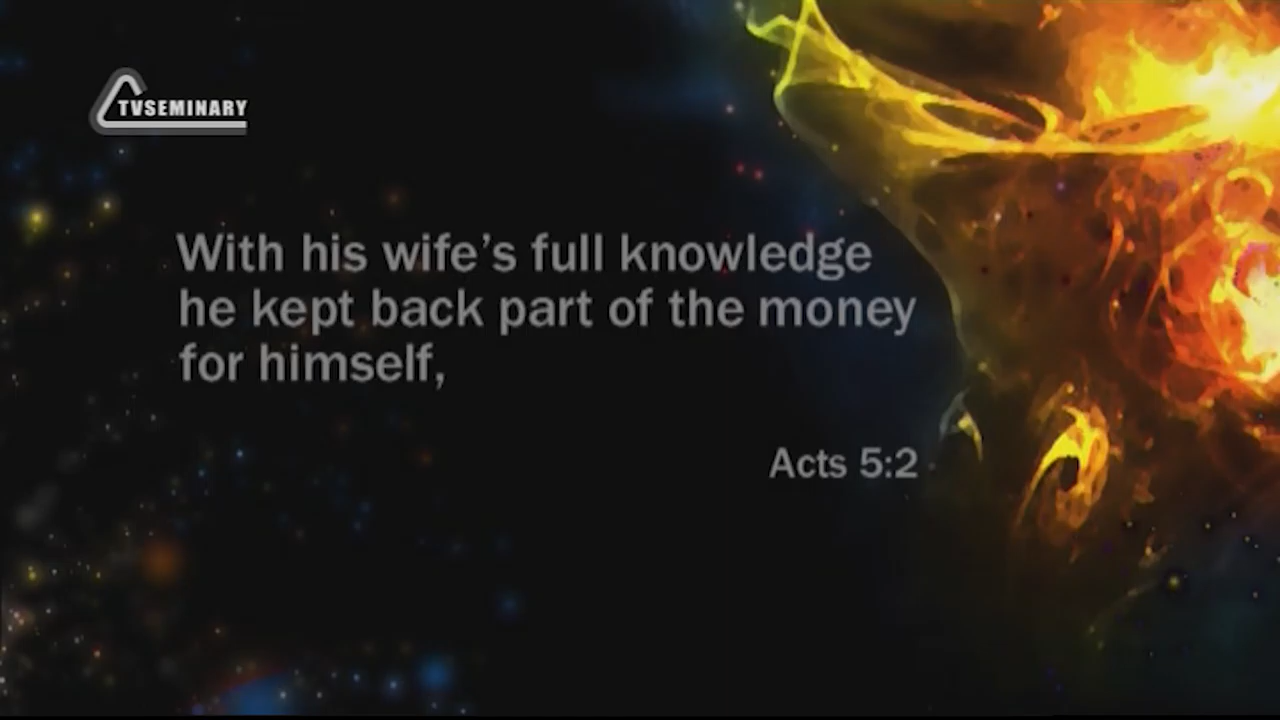 TVSEMINARY
With his wife’s full knowledge
he kept back part of the money
for himself,
Acts 5:2